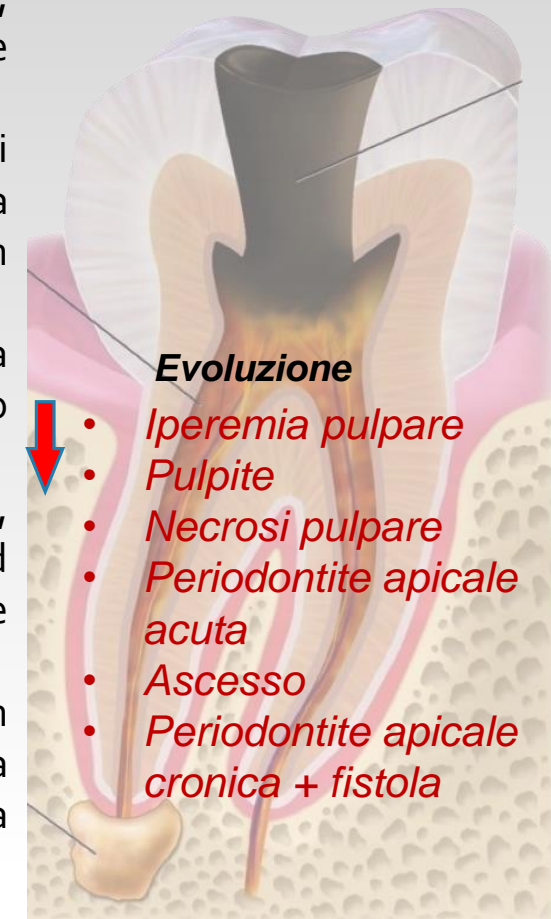 ,
e
i
a
n
a
o
,
d
e
n
a
a
Evoluzione
• Iperemia pulpare
• Pulpite
• Necrosi pulpare
• Periodontite apicale
acuta
• Ascesso
• Periodontite apicale
cronica + fistola